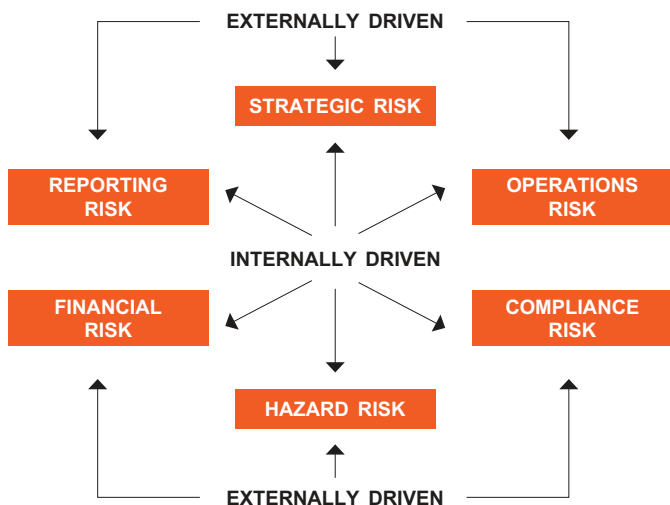 EXTERNALLY DRIVEN
STRATEGIC RISK
REPORTING
RISK
OPERATIONS
RISK
INTERNALLY DRIVEN
FINANCIAL
RISK
COMPLIANCE
RISK
HAZARD RISK
EXTERNALLY DRIVEN